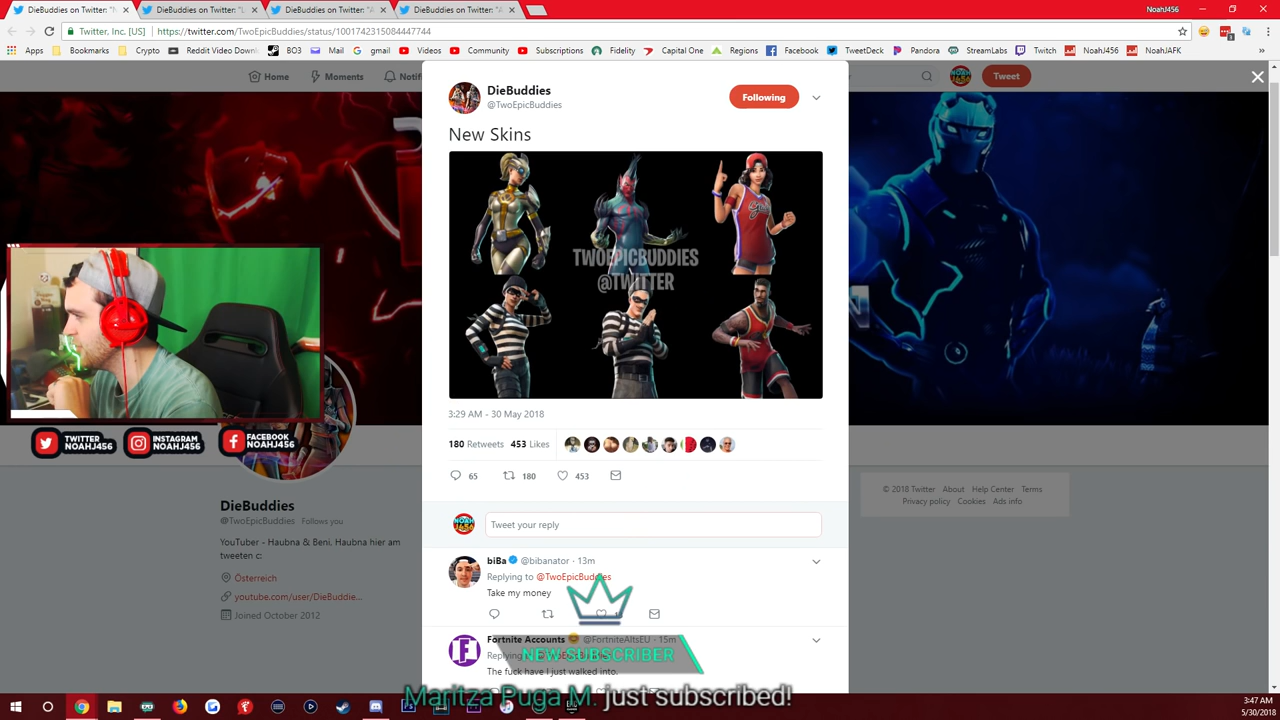 DieBuddies on Twitter: "N
DieBuddies on Twitter: "L
DieBuddies on Twitter: "A
DieBuddies on Twitter: "A
NoahJ456
Twitter, Inc. [US]
https://twitter.com/TwoEpicBuddies/status/1001742315084447744
Apps
Bookmarks
Crypto
Reddit Video Down
BO3
Mail
gmail
Videos
Community
Subscriptions
Fidelity
Capital One
Regions
Facebook
TweetDeck
Pandora
StreamLabs
Twitch
Noahj456
NoahJAFK
Home
Moments
Notifi
Tweet
DieBuddies
@TwoEpicBuddies
Following
New Skins
TWOEPICBUDDIES
@TWITTER
3:29 AM - 30 May 2018
180 Retweets 453 Likes
65
180
453
Tweet your reply
TWITTER
NOAHJ456
INSTAGRAM
NOAHJ456
FACEBOOK
NOAHJ456
DieBuddies
@TwoEpicBuddies Follows you
YouTuber - Haubna & Beni, Haubna hier am
tweeten c:
Österreich
youtube.com/user/DieBuddie...
Joined October 2012
© 2018 Twitter About Help Center Terms
Privacy policy Cookies Ads info
biBa @bibanator · 13m
Replying to @TwoEpicBuddies
Take my money
Fortnite Accounts @FortniteAltsEU · 15m
The fuck have I just walked into.
NEW SUBSCRIBER
Maritza Puga M. just subscribed!
3:47 AM
5/30/2018